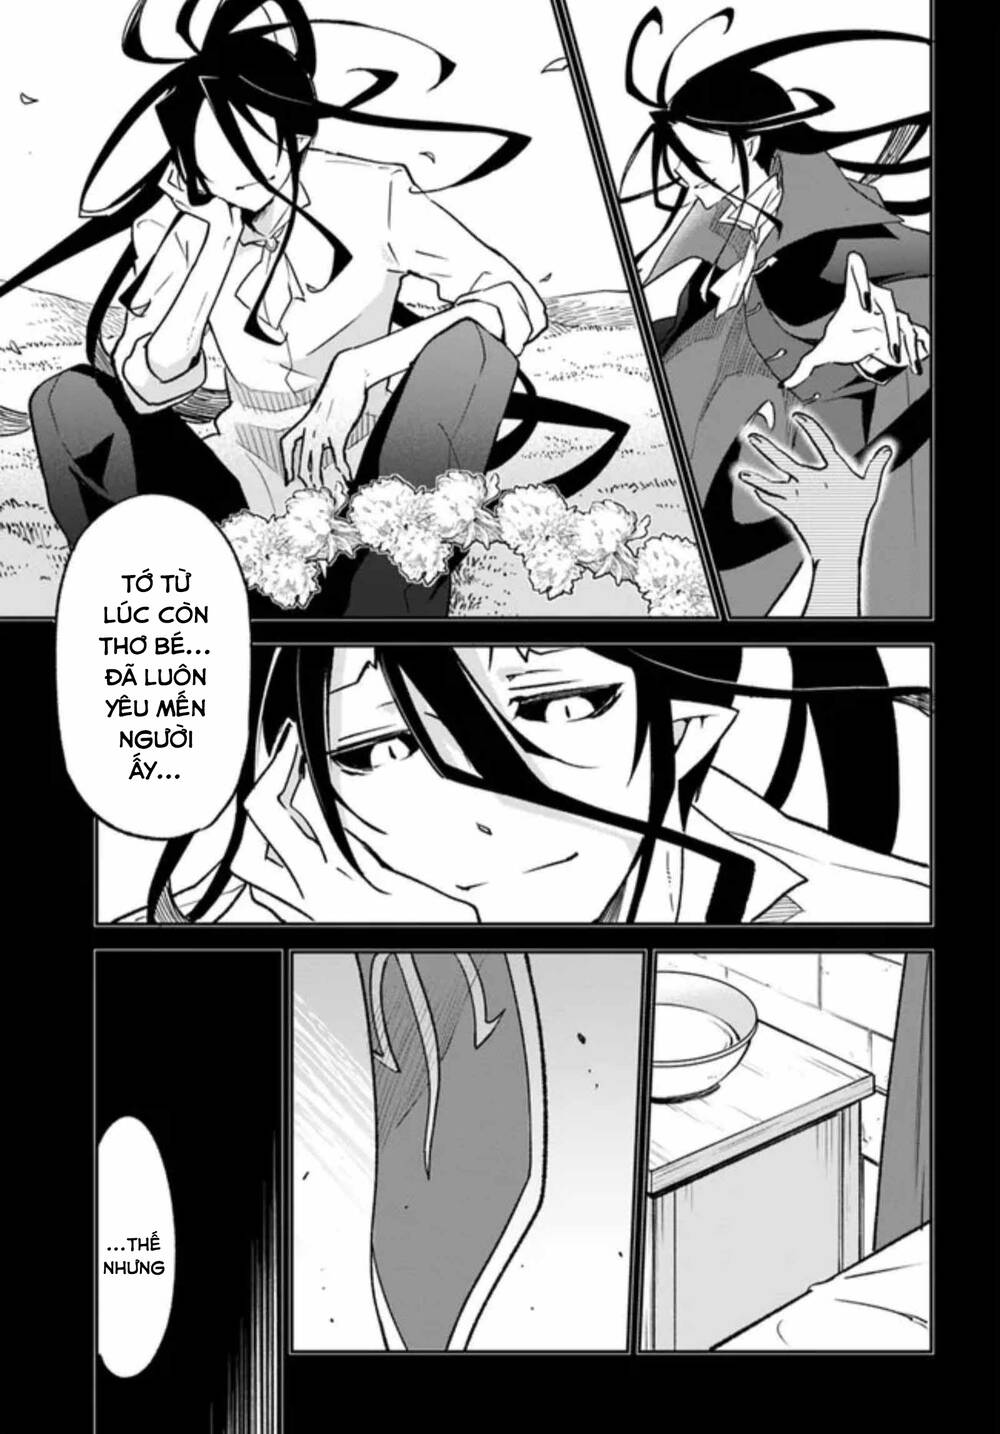 TỚ TỪ
LÚC CÒN
THƠ BÉ...
ĐÃ LUÔN
YÊU MẾN
NGƯỜI
ẤY...
...THẾ
NHƯNG